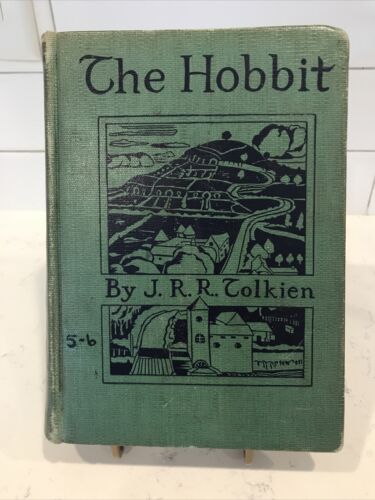 The Hobbit
By J. R. R. Tolkien
5-6